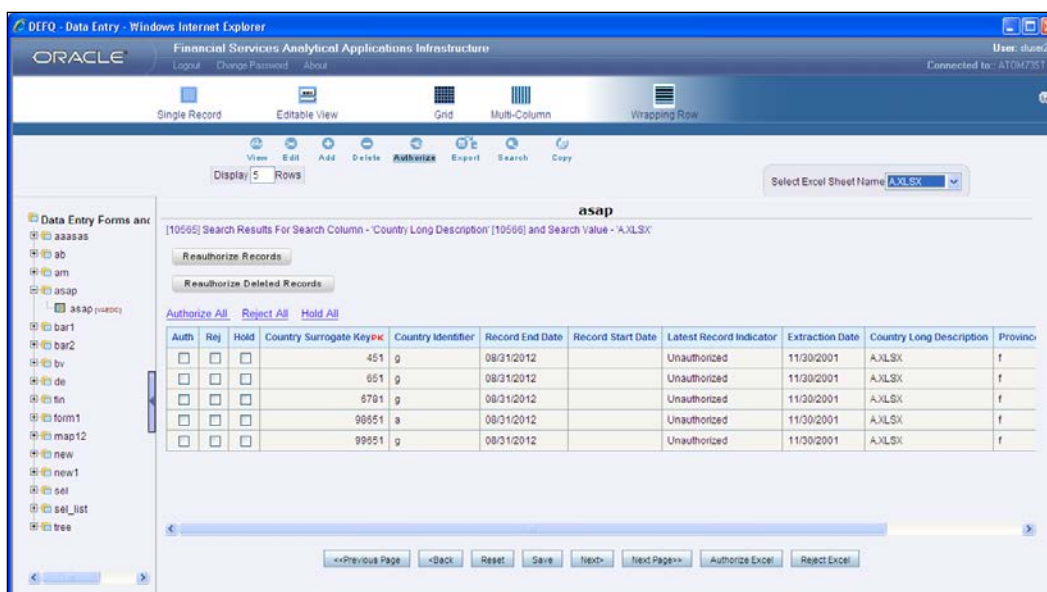 DEFQ - Data Entry - Windows Internet Explorer
ORACLE
Financial Services Analytical Applications Infrastructure
User:
Logout Change Password About
Connected to:: ATOM73ST
Single Record Editable View Grid Multi-Column Wrapping Row
View Edit Add Delete Authorize Export Search Copy
Display 5 Rows
Select Excel Sheet Name A.XLSX
Data Entry Forms and
aaasas
ab
am
asap
asap
bar1
bar2
bv
de
fin
form1
map12
new
new1
sel
sel_list
tree
asap
[10565] Search Results For Search Column - 'Country Long Description' [10566] and Search Value - 'A.XLSX'
Reauthorize Records
Reauthorize Deleted Records
Authorize All Reject All Hold All
Auth Rej Hold Country Surrogate Key PK Country Identifier Record End Date Record Start Date Latest Record Indicator Extraction Date Country Long Description Province
451 g 08/31/2012 Unauthorized 11/30/2001 A.XLSX f
651 g 08/31/2012 Unauthorized 11/30/2001 A.XLSX f
6781 g 08/31/2012 Unauthorized 11/30/2001 A.XLSX f
98651 a 08/31/2012 Unauthorized 11/30/2001 A.XLSX f
99651 g 08/31/2012 Unauthorized 11/30/2001 A.XLSX f
<<Previous Page <Back Reset Save Next> Next Page>> Authorize Excel Reject Excel